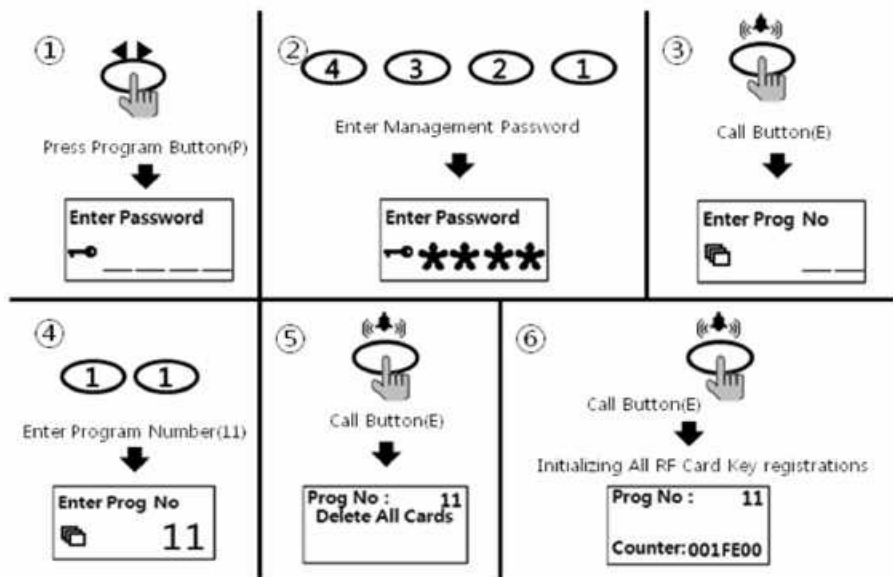 ①
Press Program Button(P)
Enter Password
②
4 3 2 1
Enter Management Password
Enter Password
****
③
Call Button(E)
Enter Prog No
④
1 1
Enter Program Number(11)
Enter Prog No
11
⑤
Call Button(E)
Prog No : 11
Delete All Cards
⑥
Call Button(E)
Initializing All RF Card Key registrations
Prog No : 11
Counter: 001FE00